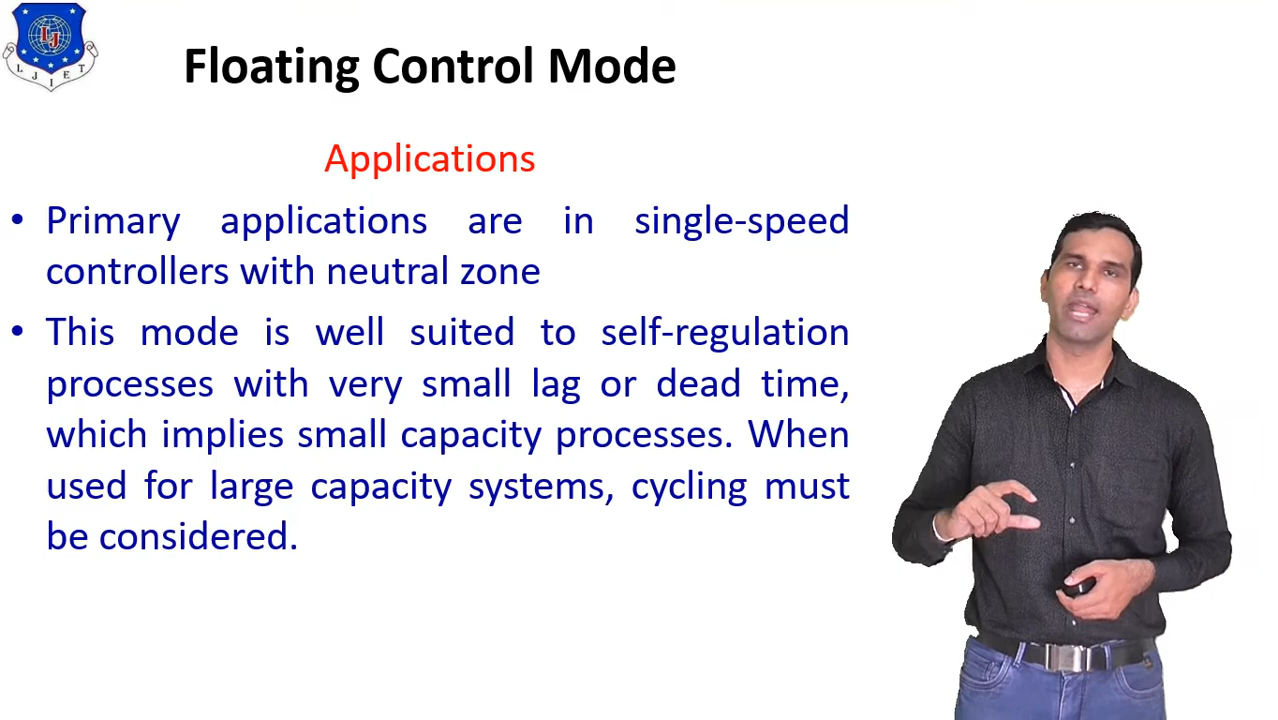 LJ
LJIET
Floating Control Mode
Applications
• Primary applications are in single-speed
controllers with neutral zone
• This mode is well suited to self-regulation
processes with very small lag or dead time,
which implies small capacity processes. When
used for large capacity systems, cycling must
be considered.